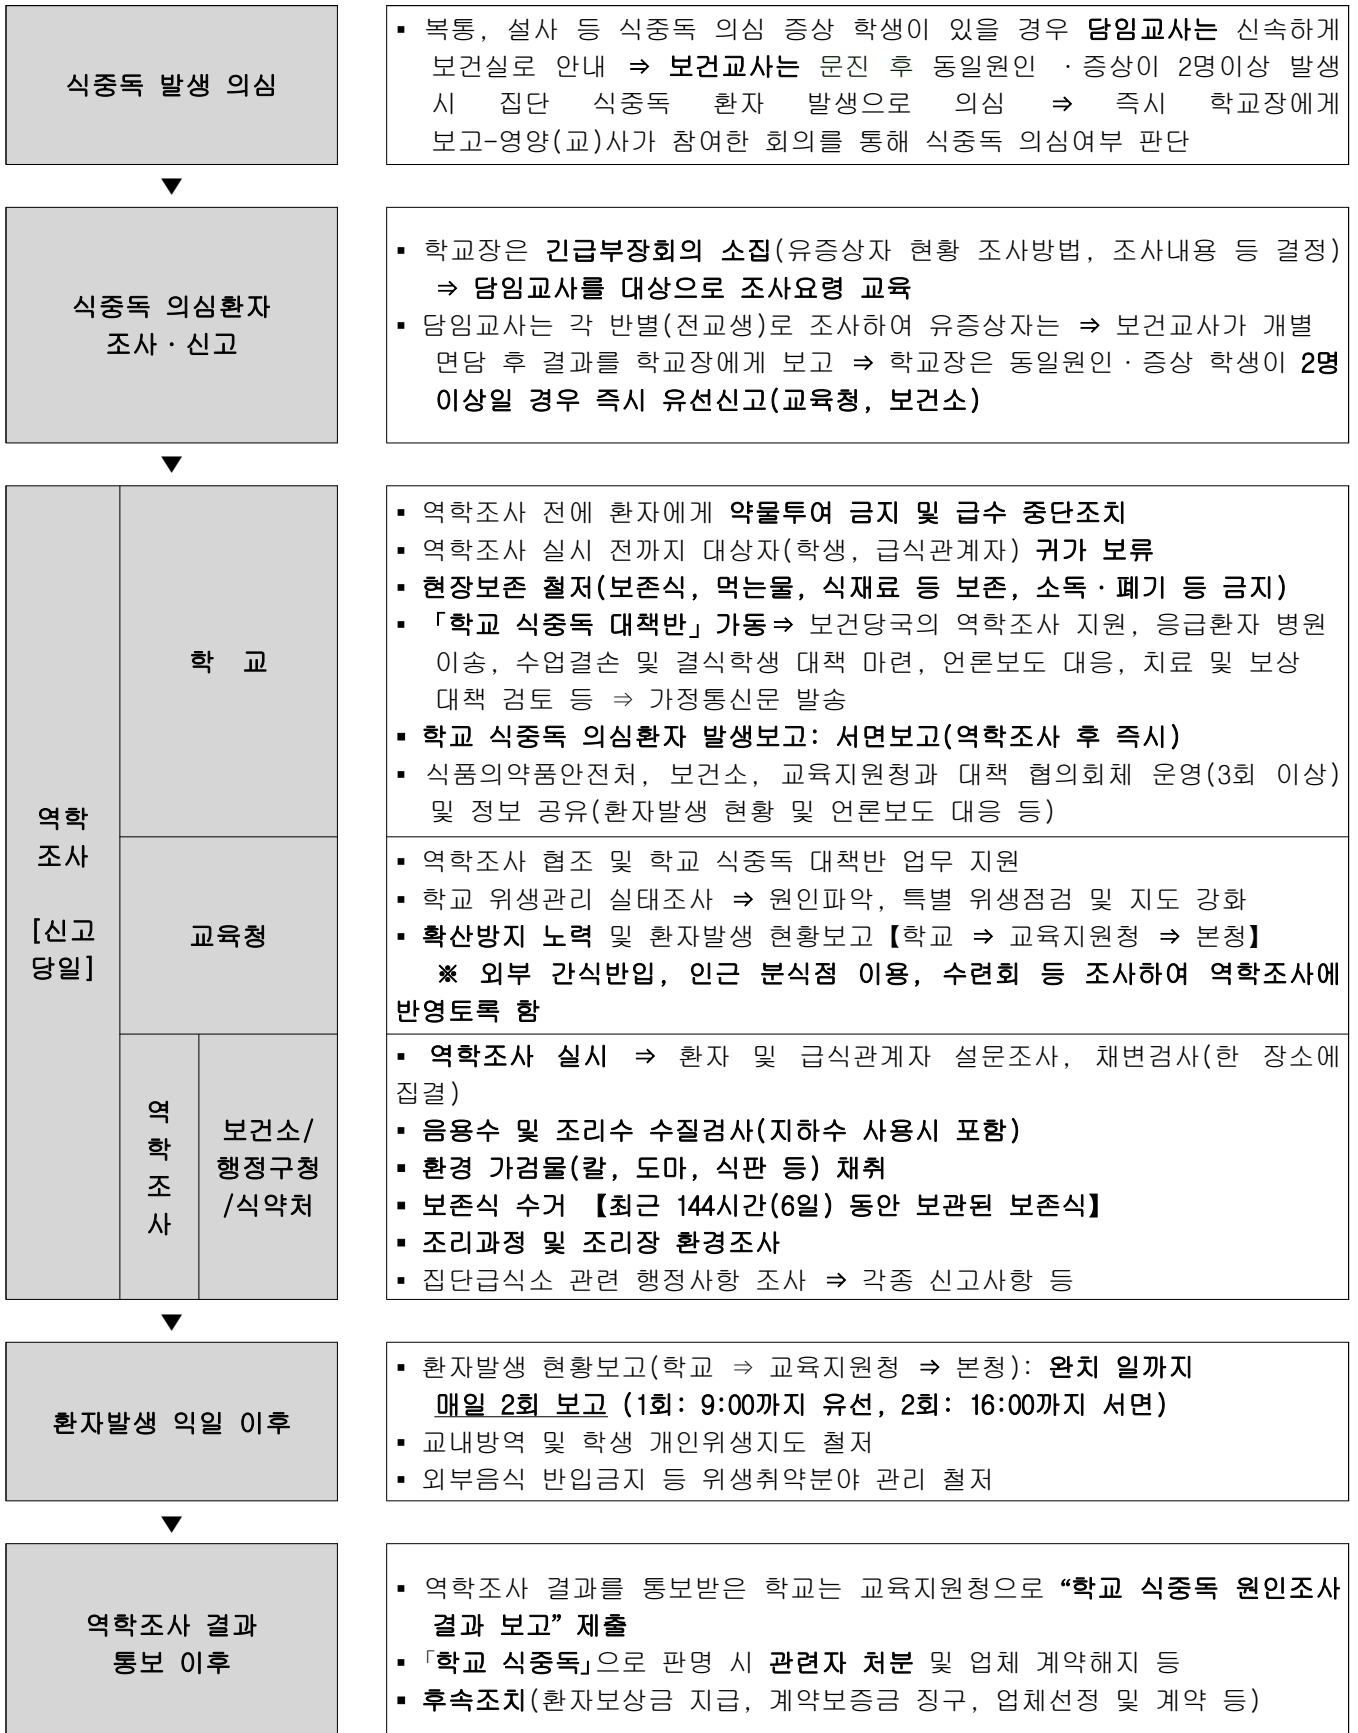 식중독 발생 의심
▪ 복통, 설사 등 식중독 의심 증상 학생이 있을 경우 담임교사는 신속하게
보건실로 안내 ⇒ 보건교사는 문진 후 동일원인 ·증상이 2명이상 발생
시 집단 식중독 환자 발생으로 의심 ⇒ 즉시 학교장에게
보고-영양(교)사가 참여한 회의를 통해 식중독 의심여부 판단
▼
식중독 의심환자
조사·신고
▪ 학교장은 긴급부장회의 소집(유증상자 현황 조사방법, 조사내용 등 결정)
⇒ 담임교사를 대상으로 조사요령 교육
▪ 담임교사는 각 반별(전교생)로 조사하여 유증상자는 ⇒ 보건교사가 개별
면담 후 결과를 학교장에게 보고 ⇒ 학교장은 동일원인·증상 학생이 2명
이상일 경우 즉시 유선신고(교육청, 보건소)
▼
역학
조사
[신고
당일]
학 교
▪ 역학조사 전에 환자에게 약물투여 금지 및 급수 중단조치
▪ 역학조사 실시 전까지 대상자(학생, 급식관계자) 귀가 보류
▪ 현장보존 철저(보존식, 먹는물, 식재료 등 보존, 소독·폐기 등 금지)
▪ 「학교 식중독 대책반」 가동⇒ 보건당국의 역학조사 지원, 응급환자 병원
이송, 수업결손 및 결식학생 대책 마련, 언론보도 대응, 치료 및 보상
대책 검토 등 ⇒ 가정통신문 발송
▪ 학교 식중독 의심환자 발생보고: 서면보고(역학조사 후 즉시)
▪ 식품의약품안전처, 보건소, 교육지원청과 대책 협의회체 운영(3회 이상)
및 정보 공유(환자발생 현황 및 언론보도 대응 등)
교육청
▪ 역학조사 협조 및 학교 식중독 대책반 업무 지원
▪ 학교 위생관리 실태조사 ⇒ 원인파악, 특별 위생점검 및 지도 강화
▪ 확산방지 노력 및 환자발생 현황보고【학교 ⇒ 교육지원청 ⇒ 본청】
※ 외부 간식반입, 인근 분식점 이용, 수련회 등 조사하여 역학조사에
반영토록 함
역
학
조
사
보건소/
행정구청
/식약처
▪ 역학조사 실시 ⇒ 환자 및 급식관계자 설문조사, 채변검사(한 장소에
집결)
▪ 음용수 및 조리수 수질검사(지하수 사용시 포함)
▪ 환경 가검물(칼, 도마, 식판 등) 채취
▪ 보존식 수거 【최근 144시간(6일) 동안 보관된 보존식】
▪ 조리과정 및 조리장 환경조사
▪ 집단급식소 관련 행정사항 조사 ⇒ 각종 신고사항 등
▼
환자발생 익일 이후
▪ 환자발생 현황보고(학교 ⇒ 교육지원청 ⇒ 본청): 완치 일까지
매일 2회 보고 (1회: 9:00까지 유선, 2회: 16:00까지 서면)
▪ 교내방역 및 학생 개인위생지도 철저
▪ 외부음식 반입금지 등 위생취약분야 관리 철저
▼
역학조사 결과
통보 이후
▪ 역학조사 결과를 통보받은 학교는 교육지원청으로 “학교 식중독 원인조사
결과 보고” 제출
▪ 「학교 식중독」으로 판명 시 관련자 처분 및 업체 계약해지 등
▪ 후속조치(환자보상금 지급, 계약보증금 징구, 업체선정 및 계약 등)